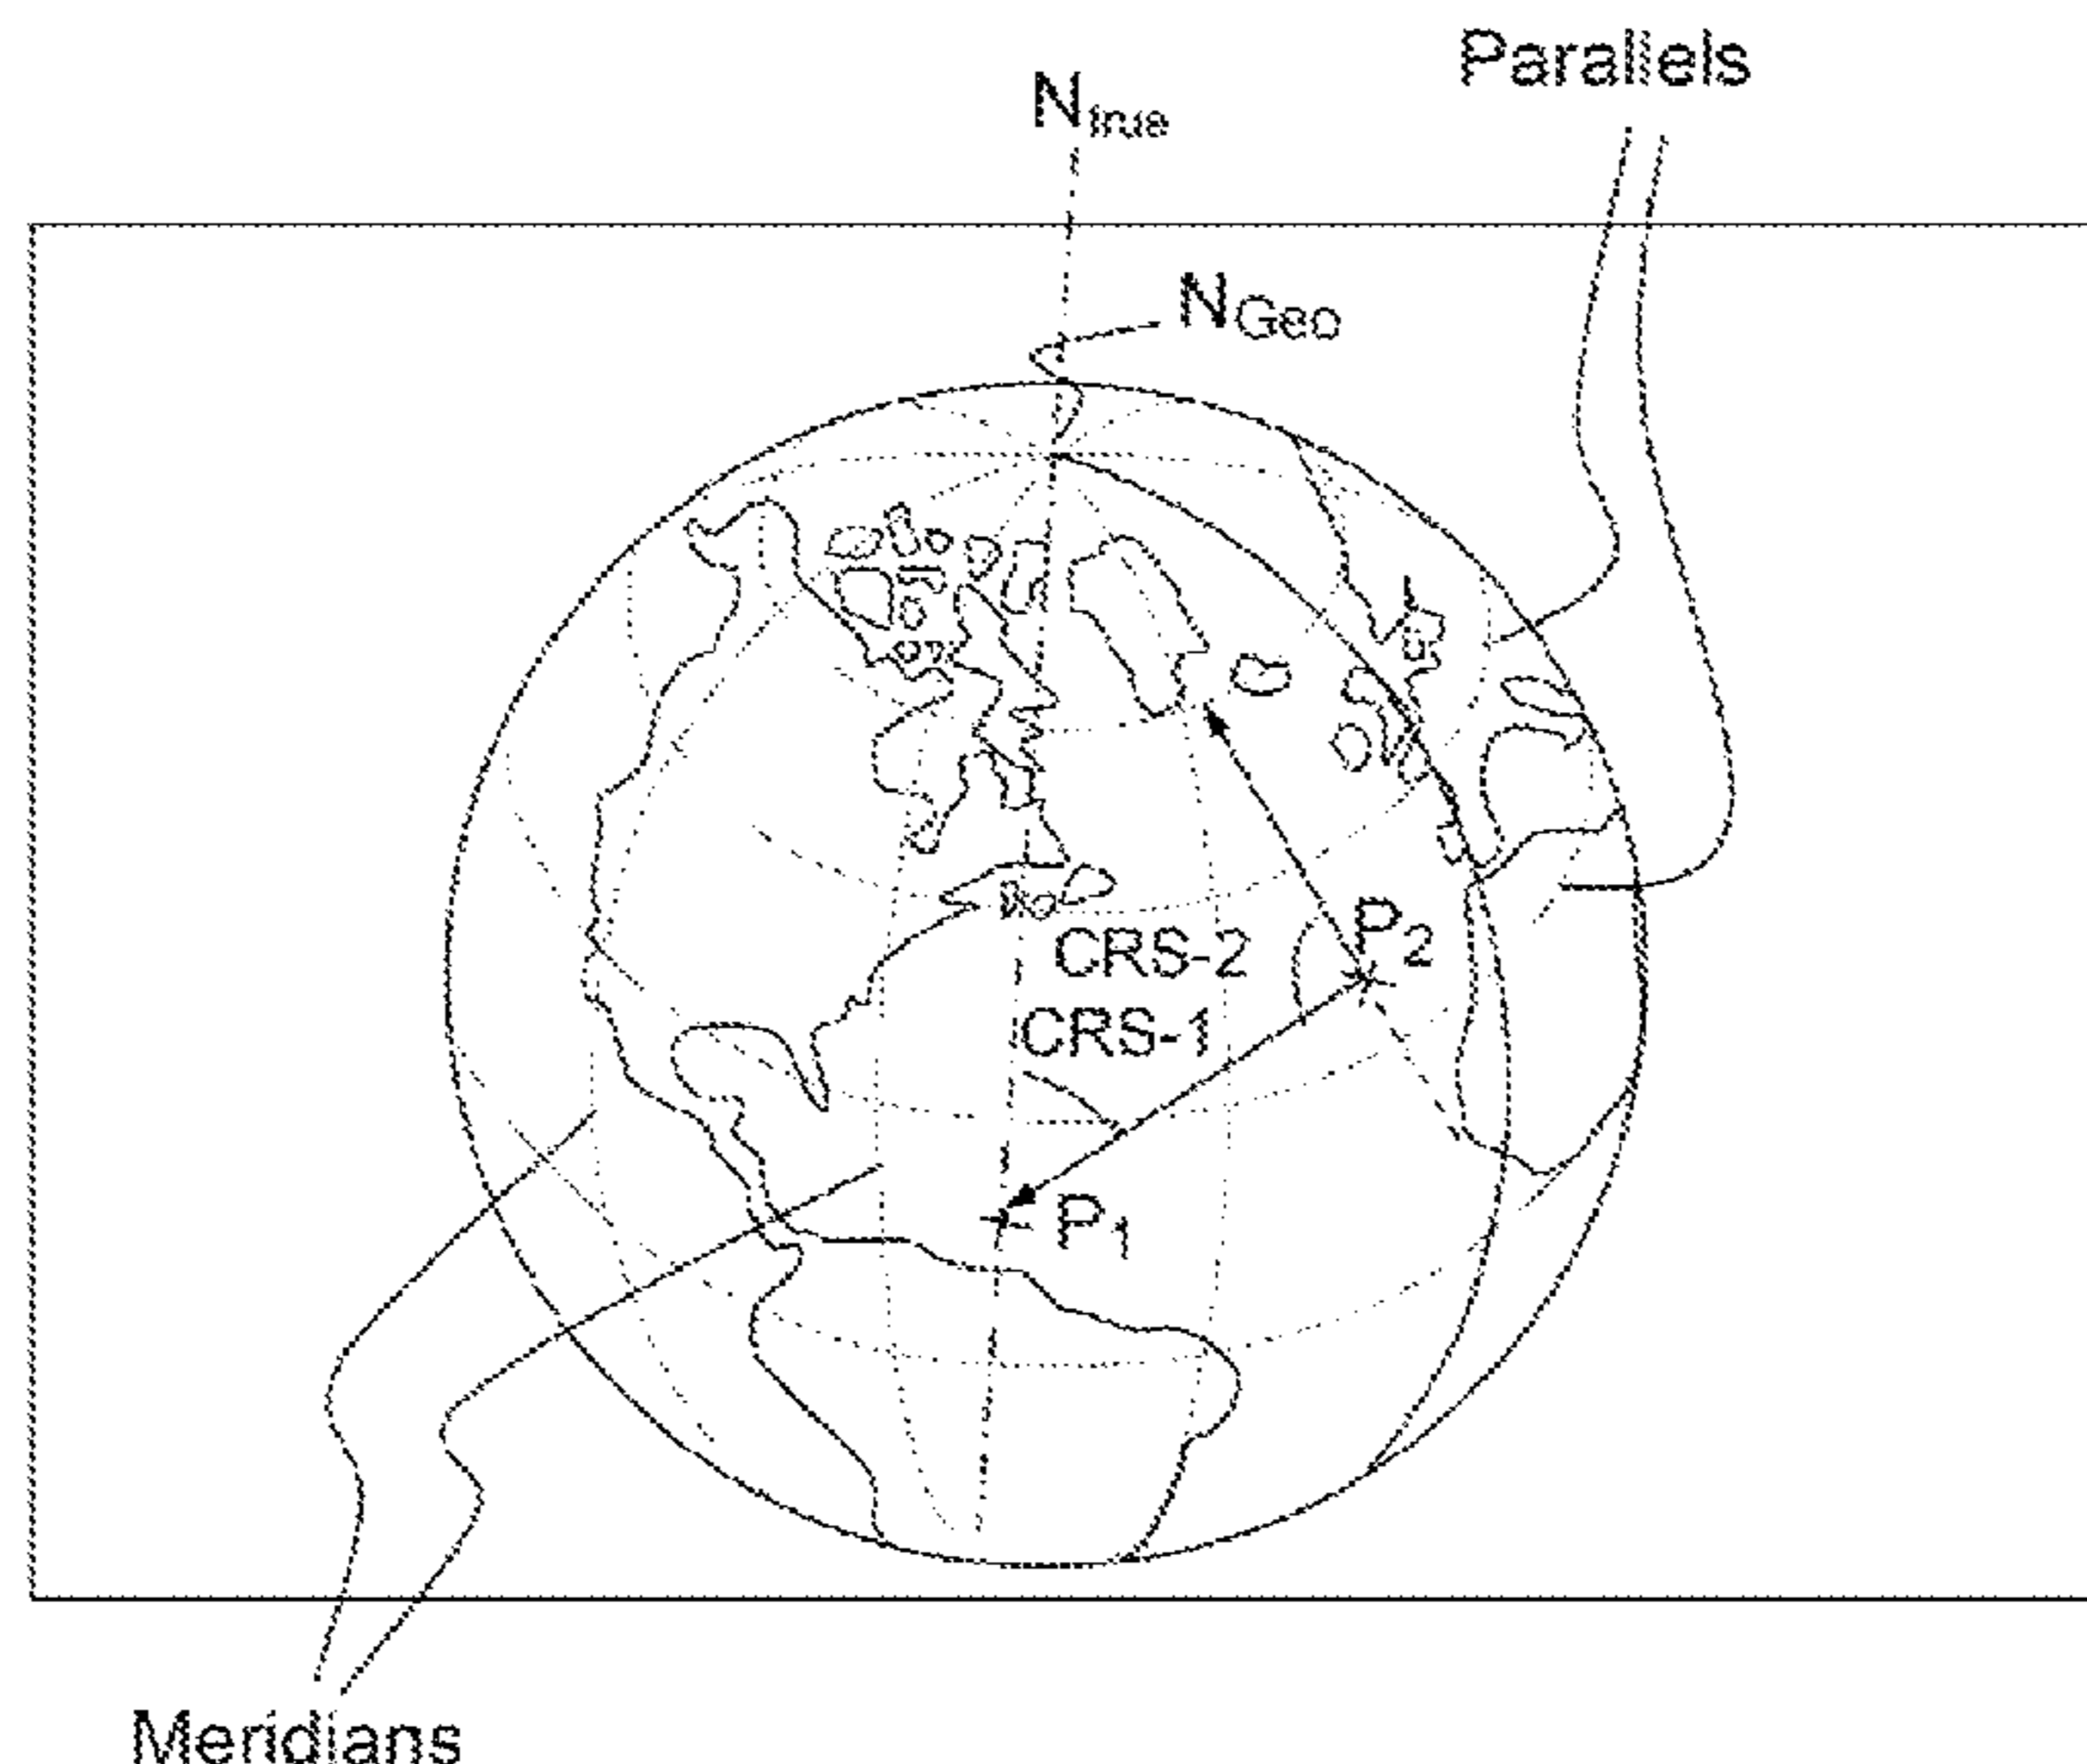 Parallels
Ntrue
NGeo
P2
CRS-2
CRS-1
P1
Meridians